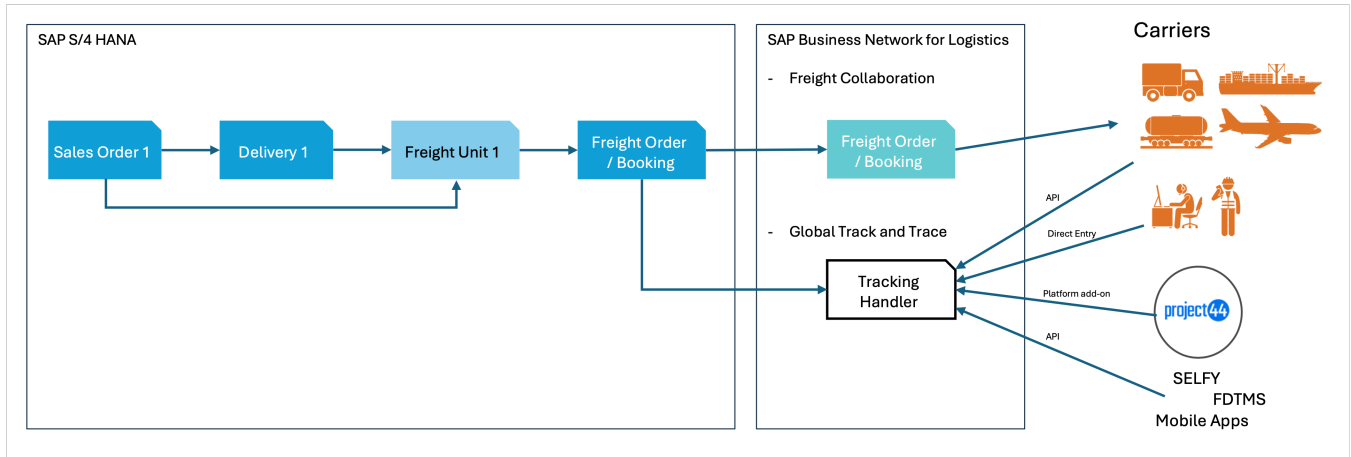 SAP S/4 HANA
Sales Order 1
Delivery 1
Freight Unit 1
Freight Order
/ Booking
SAP Business Network for Logistics
- Freight Collaboration
Freight Order
/ Booking
- Global Track and Trace
Tracking
Handler
Carriers
API
Direct Entry
Platform add-on
API
project44
SELFY
FDTMS
Mobile Apps